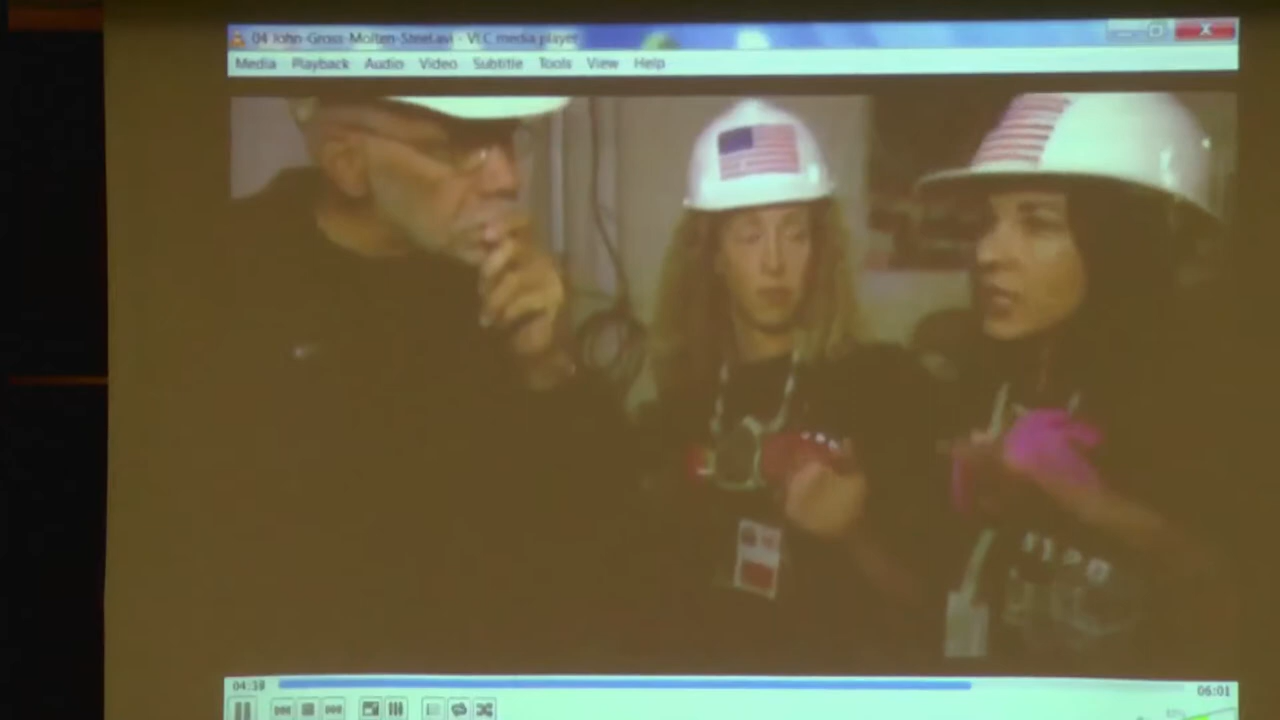 04 John-Gross-Molten-Steel.avi - VLC media player
Media Playback Audio Video Subtitle Tools View Help
04:39
06:01